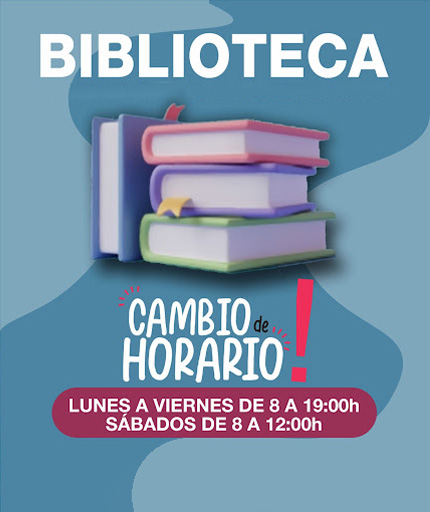 BIBLIOTECA
CAMBIO de
HORARIO!
LUNES A VIERNES DE 8 A 19:00h
SÁBADOS DE 8 A 12:00h